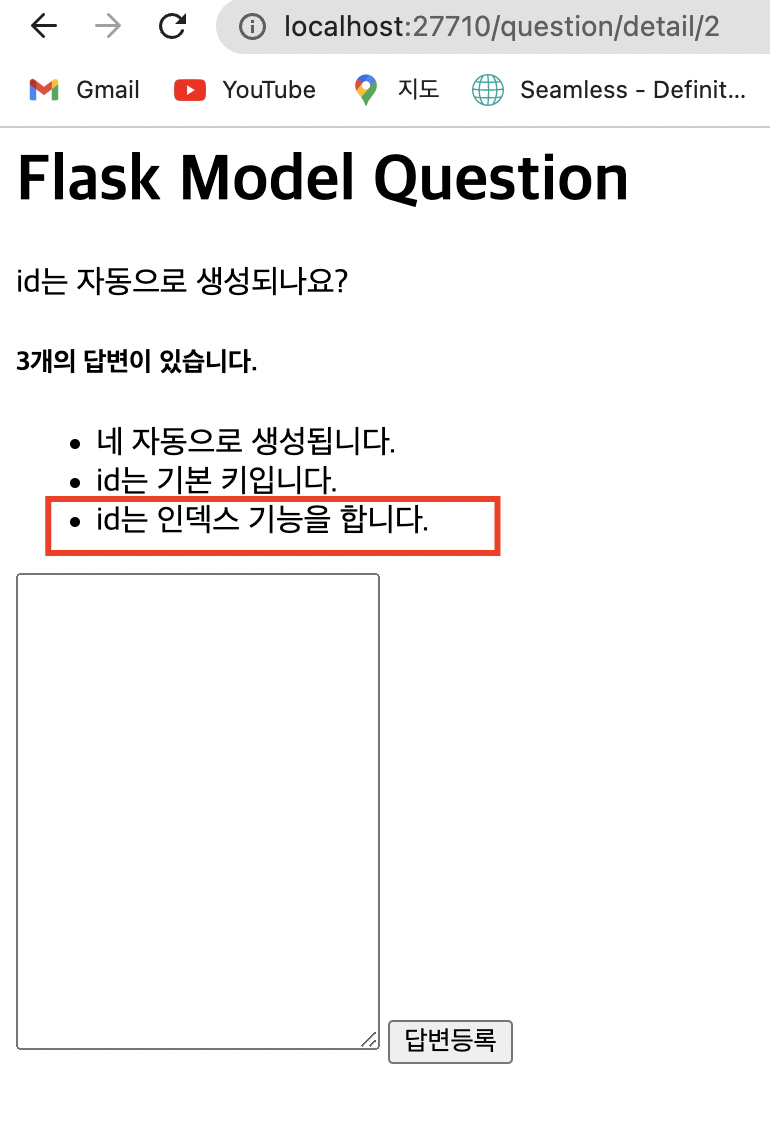 localhost:27710/question/detail/2
Gmail YouTube 지도 Seamless - Definit...
Flask Model Question
id는 자동으로 생성되나요?
3개의 답변이 있습니다.
네 자동으로 생성됩니다.
id는 기본 키입니다.
id는 인덱스 기능을 합니다.
답변등록